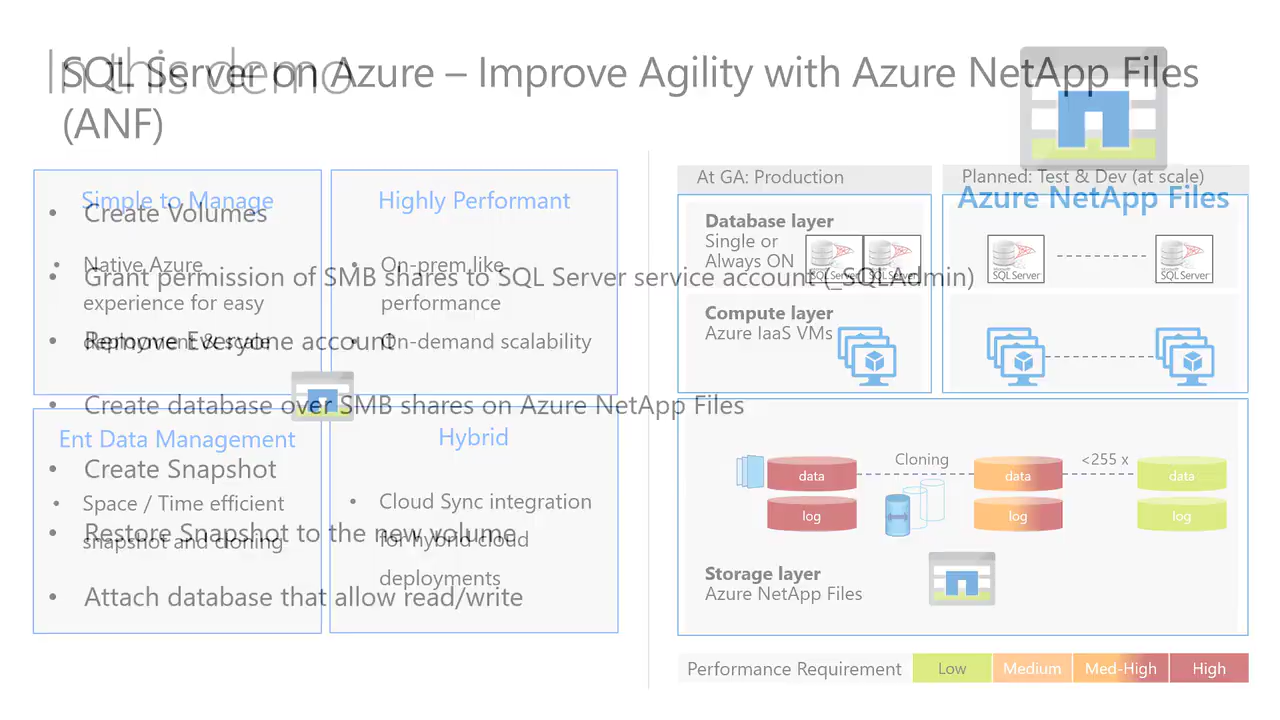 In this demo
SQL Server on Azure – Improve Agility with Azure NetApp Files
(ANF)
Azure NetApp Files
• Create Volumes
• Grant permission of SMB shares to SQL Server service account (_SQLAdmin)
• Remove Everyone account
• Create database over SMB shares on Azure NetApp Files
• Create Snapshot
• Restore Snapshot to the new volume
• Attach database that allow read/write
Simple to Manage
• Native Azure
experience for easy
deployment & scale
Highly Performant
• On-prem like
performance
• On-demand scalability
Ent Data Management
• Space / Time efficient
snapshot and cloning
Hybrid
• Cloud Sync integration
for hybrid cloud
deployments
At GA: Production
Planned: Test & Dev (at scale)
Database layer
Single or
Always ON
SQL Server
SQL Server
SQL Server
SQL Server
Compute layer
Azure IaaS VMs
Cloning
<255 x
data
data
data
log
log
log
Storage layer
Azure NetApp Files
Performance Requirement
Low
Medium
Med-High
High